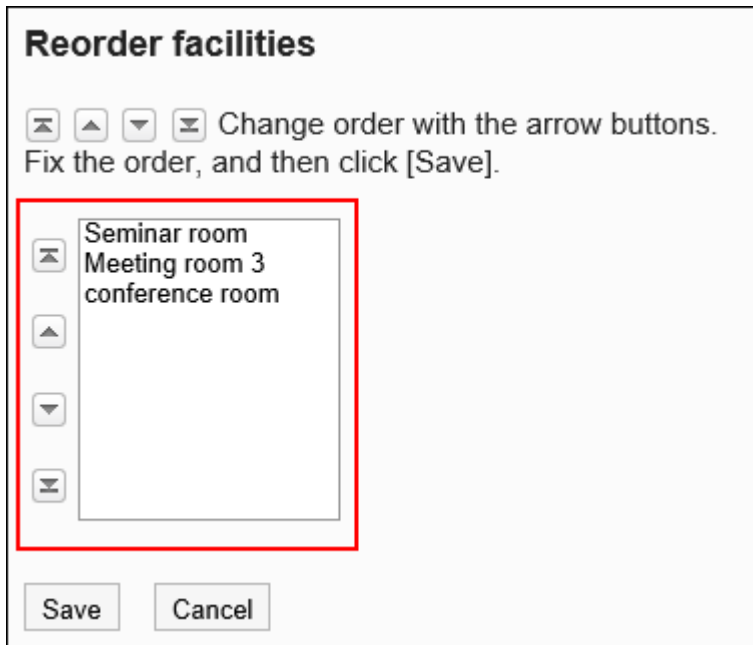 Reorder facilities
Change order with the arrow buttons.
Fix the order, and then click [Save].
Seminar room
Meeting room 3
conference room
Save
Cancel